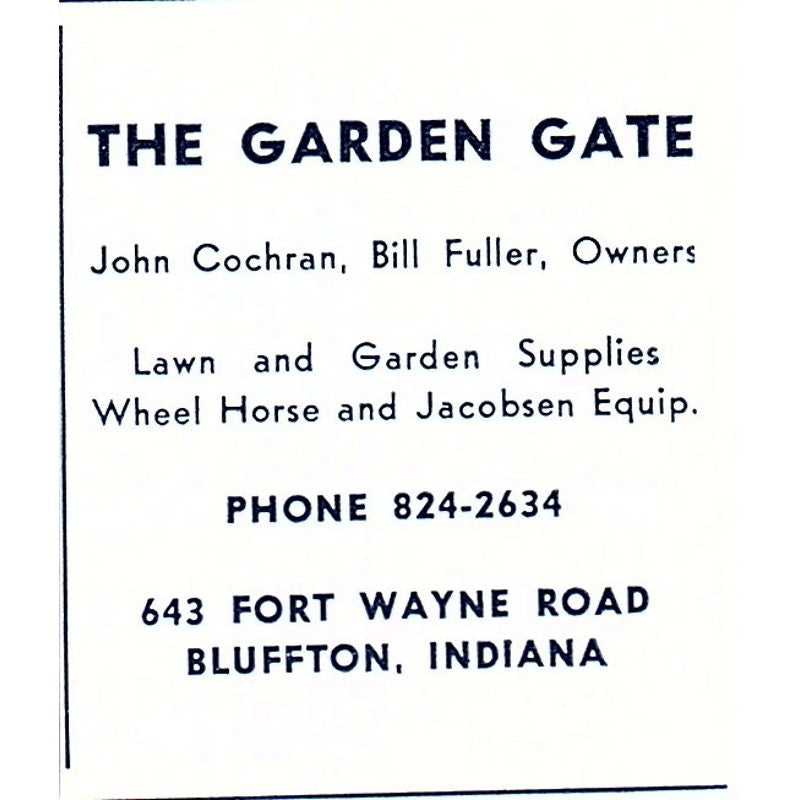 THE GARDEN GATE
John Cochran, Bill Fuller, Owners
Lawn and Garden Supplies
Wheel Horse and Jacobsen Equip.
PHONE 824-2634
643 FORT WAYNE ROAD
BLUFFTON, INDIANA